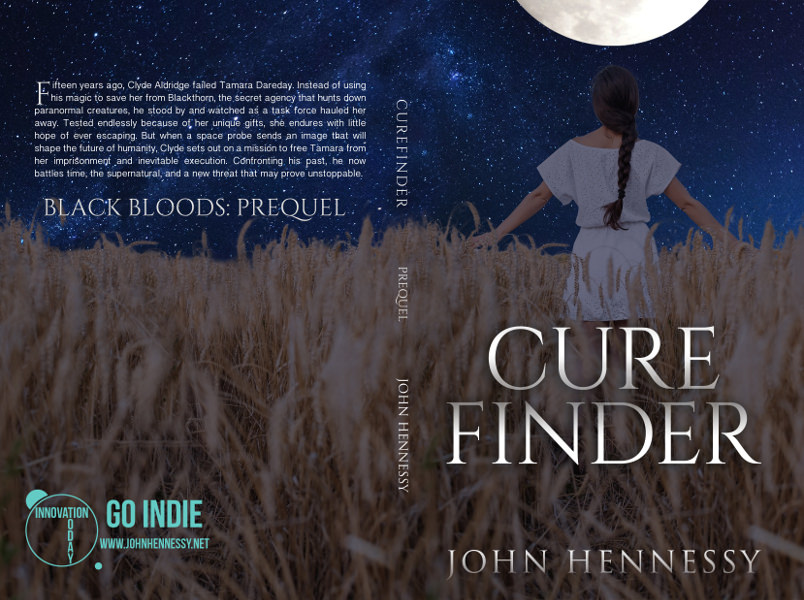 Fifteen years ago, Clyde Aldridge failed Tamara Dareday. Instead of using
his magic to save her from Blackthorn, the secret agency that hunts down
paranormal creatures, he stood by and watched as a task force hauled her
away. Tested endlessly because of her unique gifts, she endures with little
hope of ever escaping. But when a space probe sends an image that will
shape the future of humanity, Clyde sets out on a mission to free Tamara from
her imprisonment and inevitable execution. Confronting his past, he now
battles time, the supernatural, and a new threat that may prove unstoppable.
BLACK BLOODS: PREQUEL
INNOVATION
TODAY
GO INDIE
WWW.JOHNHENNESSY.NET
CUREFINDER
PREQUEL
JOHN HENNESSY
CURE
FINDER
JOHN HENNESSY